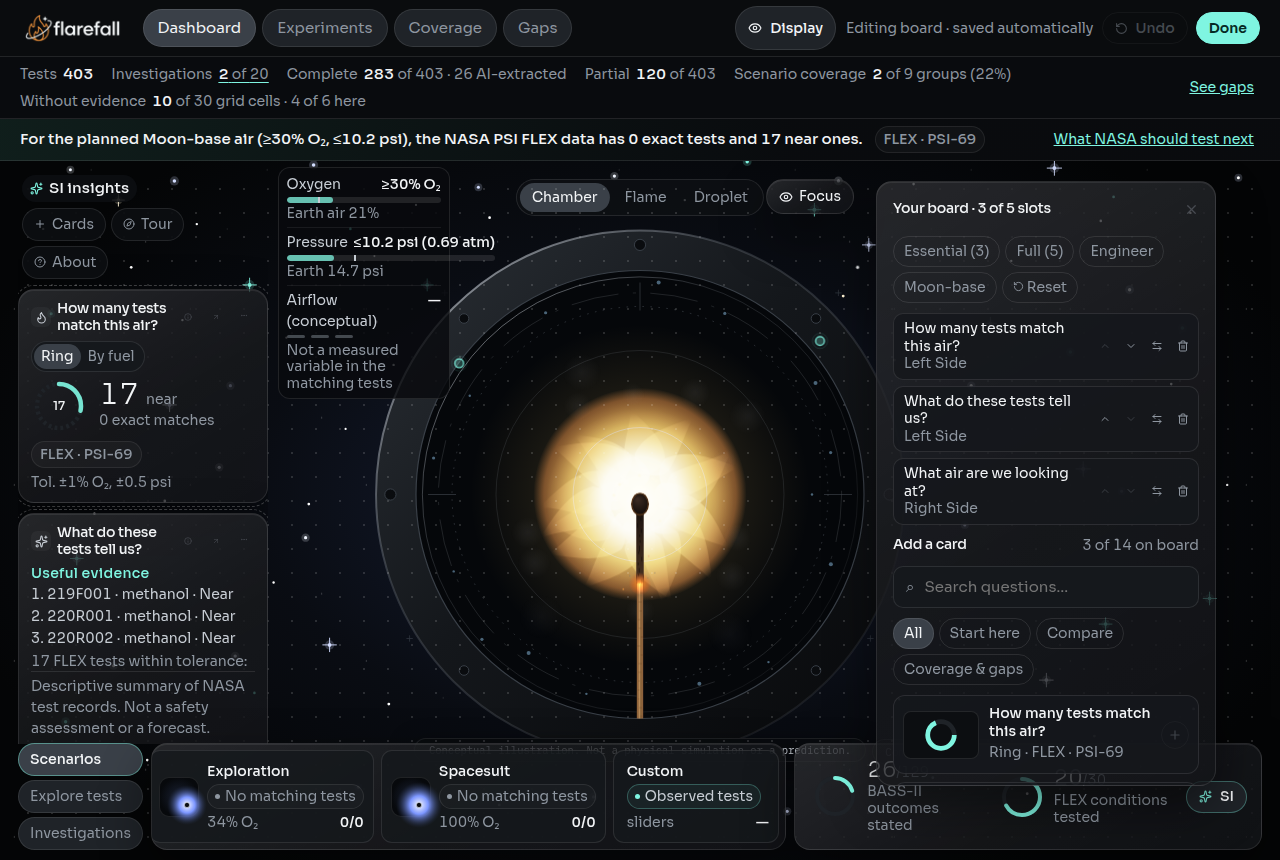 flarefall
Dashboard
Experiments
Coverage
Gaps
Display
Editing board · saved automatically
Undo
Done
Tests 403 Investigations 2 of 20 Complete 283 of 403 · 26 AI-extracted Partial 120 of 403 Scenario coverage 2 of 9 groups (22%)
Without evidence 10 of 30 grid cells · 4 of 6 here
See gaps
For the planned Moon-base air (≥30% O₂, ≤10.2 psi), the NASA PSI FLEX data has 0 exact tests and 17 near ones.
FLEX · PSI-69
What NASA should test next
SI insights
Cards
Tour
About
How many tests
match this air?
Ring
By fuel
17
17 near
0 exact matches
FLEX · PSI-69
Tol. ±1% O₂, ±0.5 psi
What do these
tests tell us?
Useful evidence
1. 219F001 · methanol · Near
2. 220R001 · methanol · Near
3. 220R002 · methanol · Near
17 FLEX tests within tolerance:
Descriptive summary of NASA
test records. Not a safety
assessment or a forecast.
Oxygen ≥30% O₂
Earth air 21%
Pressure ≤10.2 psi (0.69 atm)
Earth 14.7 psi
Airflow —
(conceptual)
Not a measured
variable in the
matching tests
Chamber
Flame
Droplet
Focus
Conceptual illustration. Not a physical simulation or a prediction.
Your board · 3 of 5 slots
Essential (3)
Full (5)
Engineer
Moon-base
Reset
How many tests match
this air?
Left Side
What do these tests tell
us?
Left Side
What air are we looking
at?
Right Side
Add a card
3 of 14 on board
Search questions...
All
Start here
Compare
Coverage & gaps
How many tests match
this air?
Ring · FLEX · PSI-69
Scenarios
Explore tests
Investigations
Exploration
No matching tests
34% O₂ 0/0
Spacesuit
No matching tests
100% O₂ 0/0
Custom
Observed tests
sliders —
26
BASS-II
outcomes
stated
20/30
FLEX conditions
tested
SI